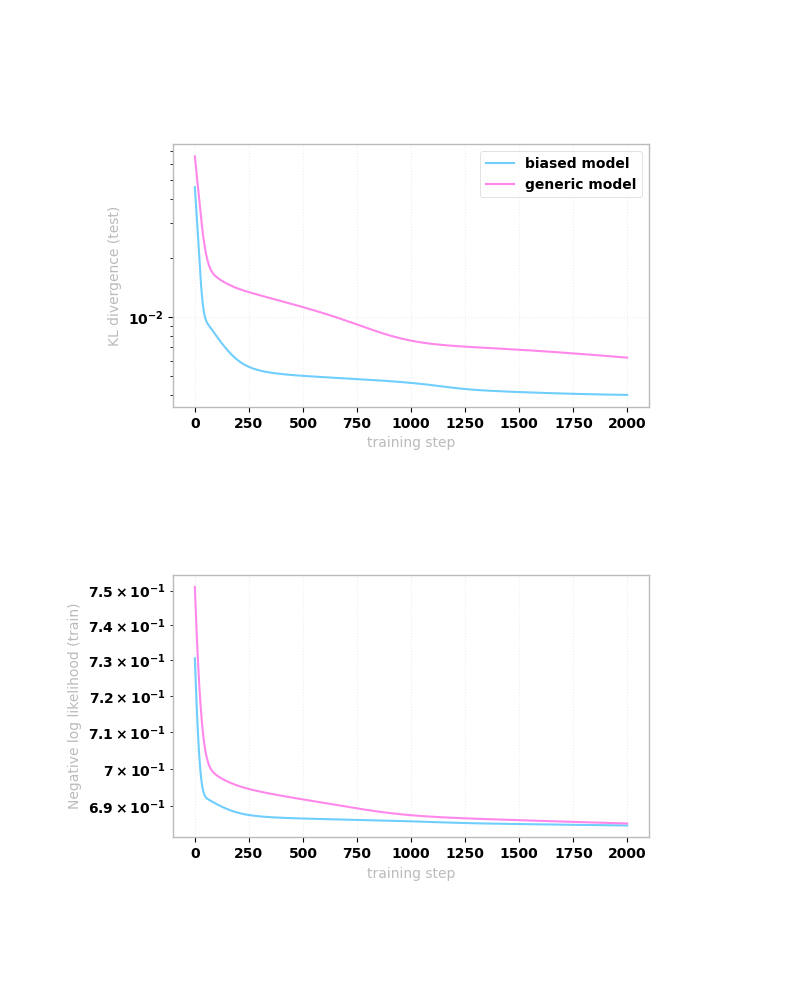 biased model
generic model
KL divergence (test)
10⁻²
0 250 500 750 1000 1250 1500 1750 2000
training step
Negative log likelihood (train)
7.5 × 10⁻¹
7.4 × 10⁻¹
7.3 × 10⁻¹
7.2 × 10⁻¹
7.1 × 10⁻¹
7 × 10⁻¹
6.9 × 10⁻¹
0 250 500 750 1000 1250 1500 1750 2000
training step